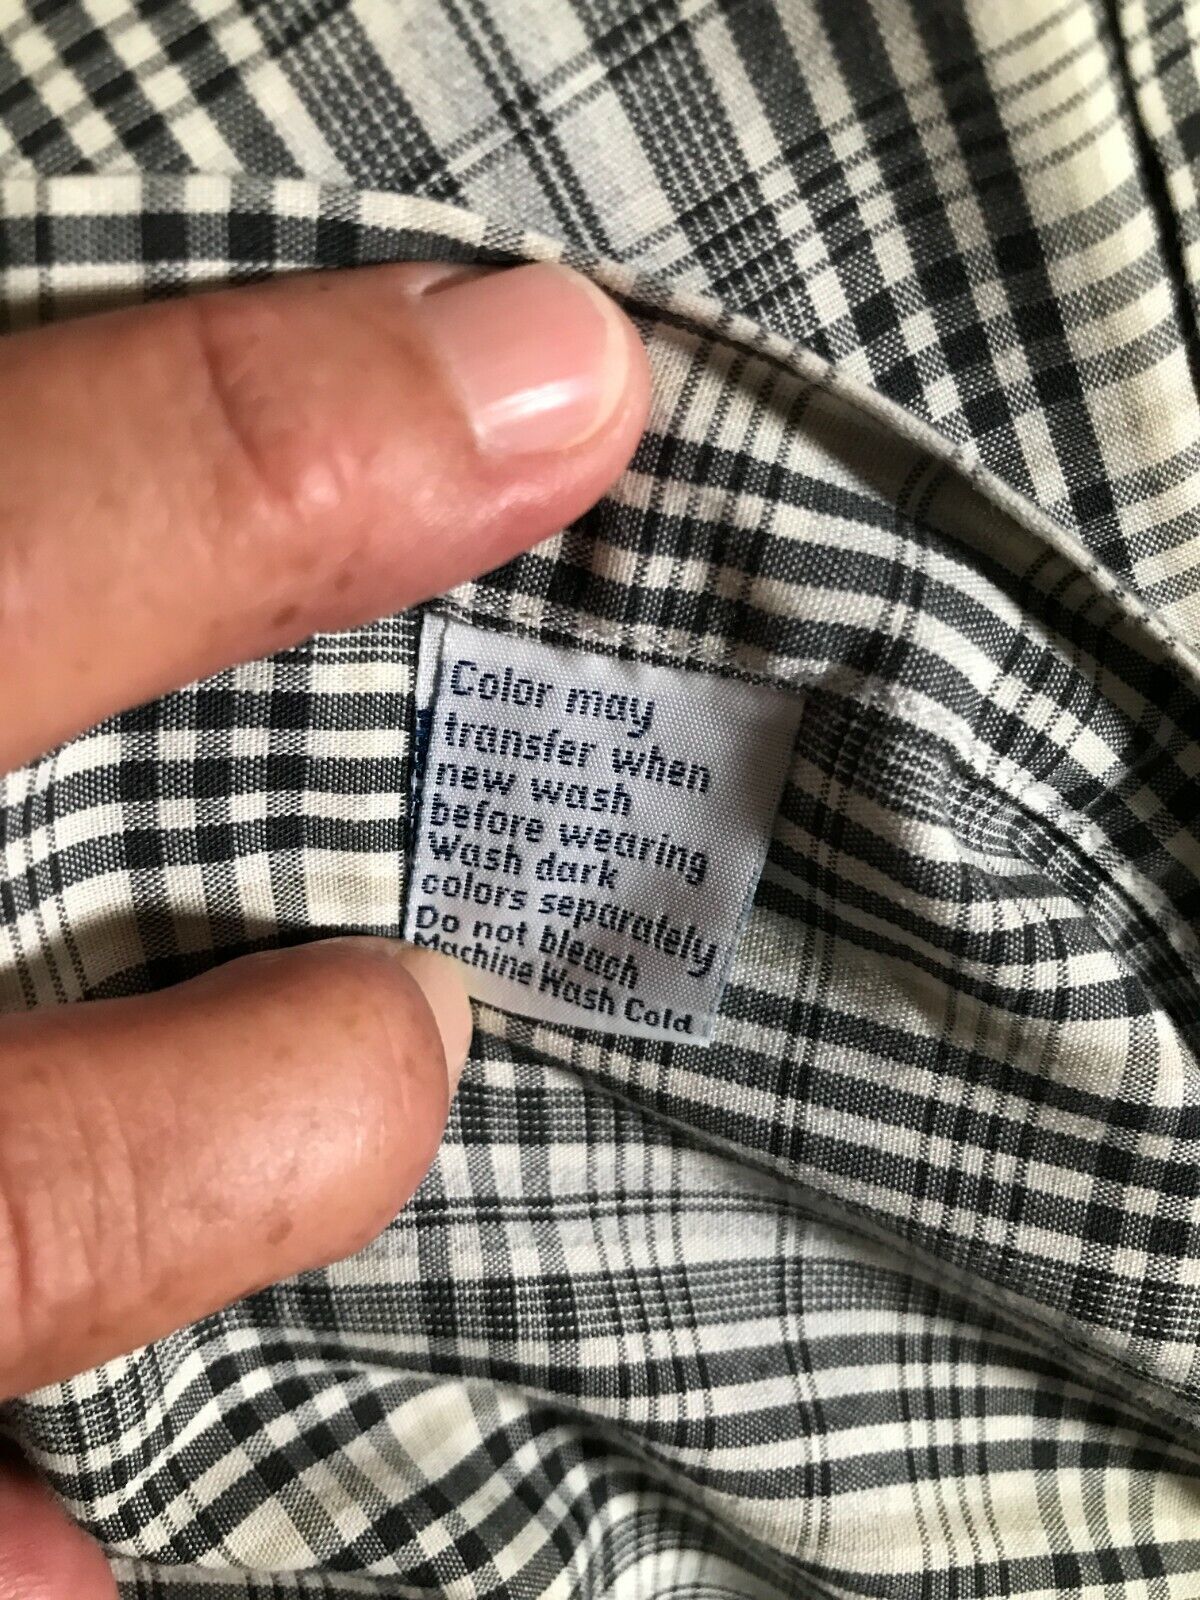 Color may
transfer when
new wash
before wearing
Wash dark
colors separately
Do not bleach
Machine Wash Cold